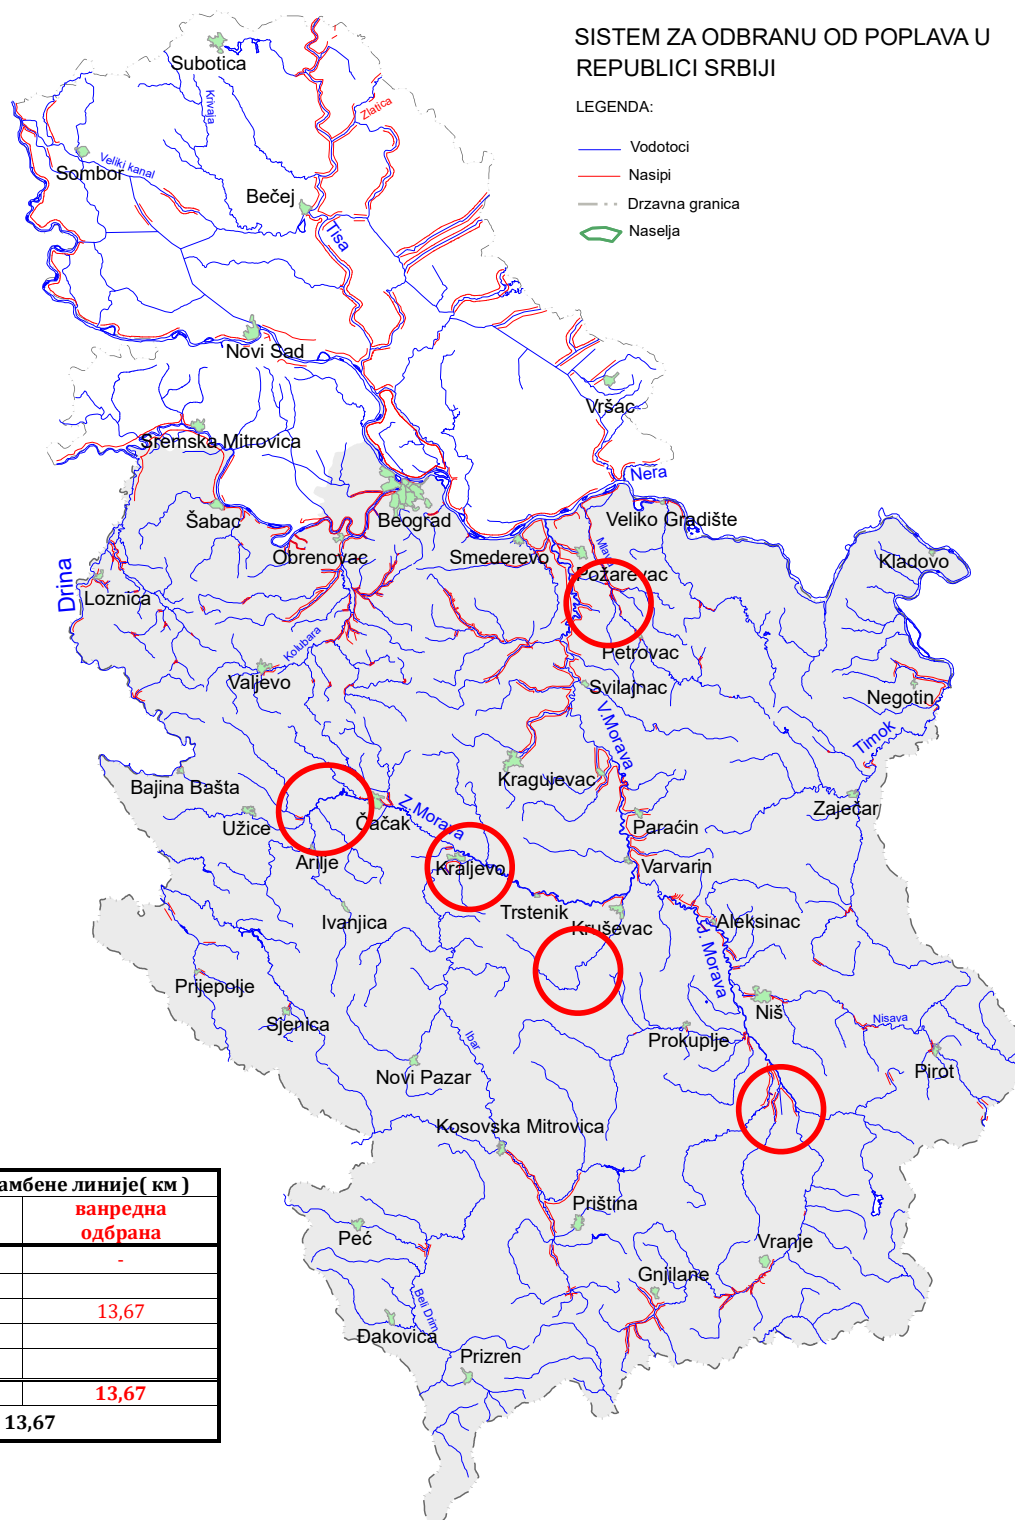 SISTEM ZA ODBRANU OD POPLAVA U
REPUBLICI SRBIJI
LEGENDA:
Vodotoci
Nasipi
Drzavna granica
Naselja
Subotica
Krivaja
Zlatica
Sombor
Veliki kanal
Bečej
Tisa
Novi Sad
Vršac
Sremska Mitrovica
Nera
Šabac
Beograd
Veliko Gradište
Obrenovac
Smederevo
Kladovo
Drina
Loznica
Požarevac
Kolubara
Petrovac
Valjevo
Svilajnac
Negotin
V.Morava
Timok
Bajina Bašta
Kragujevac
Užice
Čačak
Z.Morava
Zaječar
Paraćin
Arilje
Kraljevo
Varvarin
Ivanjica
Trstenik
Kruševac
Aleksinac
J. Morava
Prijepolje
Sjenica
Niš
Nisava
Ibar
Prokuplje
Pirot
Novi Pazar
Kosovska Mitrovica
Priština
Peć
Vranje
Gnjilane
Beli Drim
Đakovica
Prizren
амбене линије( км )
ванредна
одбрана
-
13,67
13,67
13,67